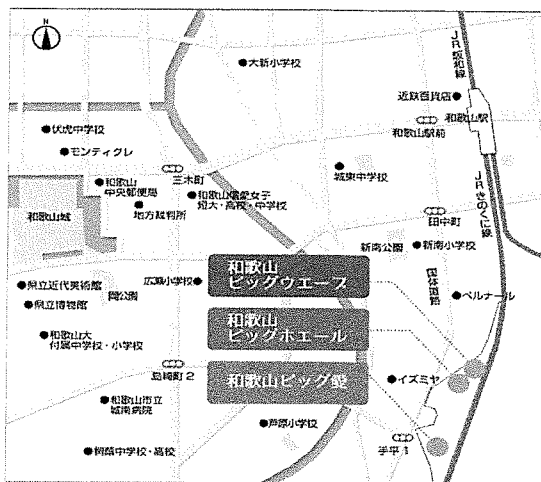 N
大新小学校
JR阪和線
近鉄百貨店
和歌山駅
和歌山駅前
伏虎中学校
モンティグレ
三木町
城東中学校
和歌山
中央郵便局
和歌山信愛女子
短大・高校・中学校
地方裁判所
和歌山城
田中町
JRきのくに線
新南公園
新南小学校
国体道路
和歌山
ビッグウエーブ
広瀬小学校
県立近代美術館
岡公園
県立博物館
ベルナール
和歌山
ビッグホエール
和歌山大
付属中学校・小学校
島崎町2
和歌山ビッグ愛
イズミヤ
和歌山市立
城南病院
芦原小学校
手平1
桐蔭中学校・高校